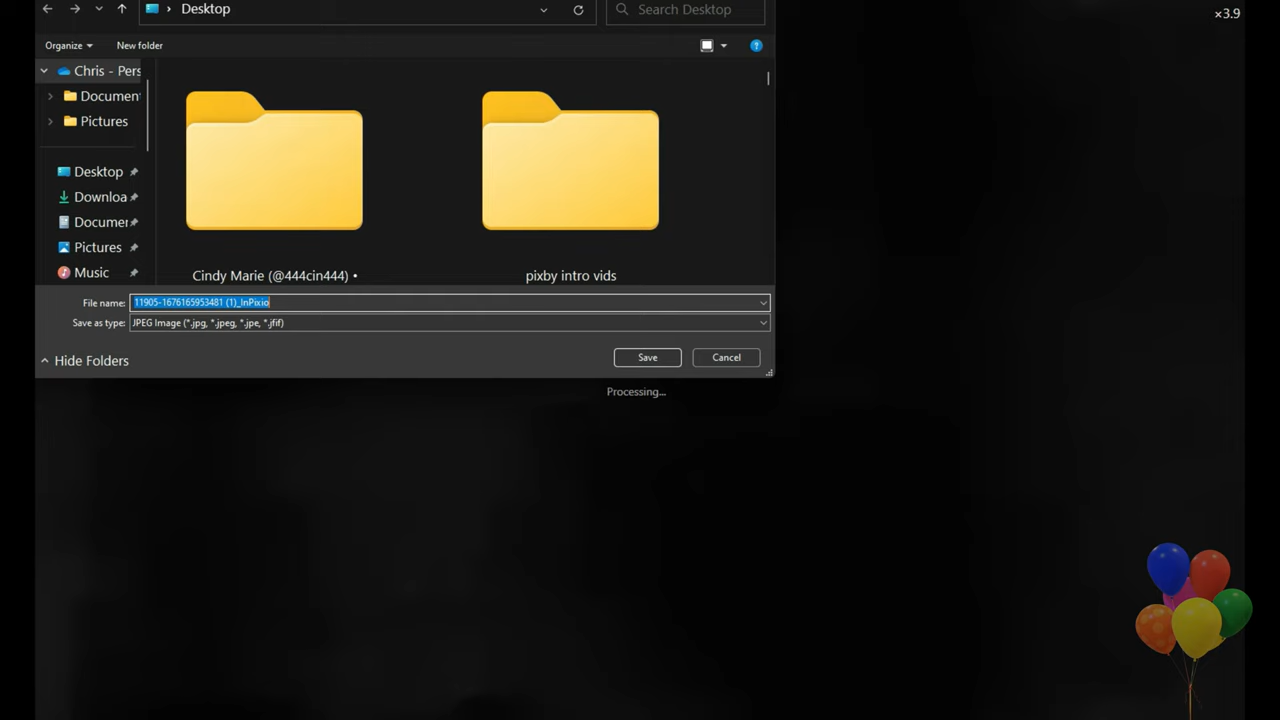 Desktop
Search Desktop
×3.9
Organize
New folder
Chris - Pers
Document
Pictures
Desktop
Downloa
Documer
Pictures
Music
Cindy Marie (@444cin444) •
pixby intro vids
File name: 11905-1676165953481 (1)_InPixio
Save as type: JPEG Image (*.jpg, *.jpeg, *.jpe, *.jfif)
Hide Folders
Save
Cancel
Processing...